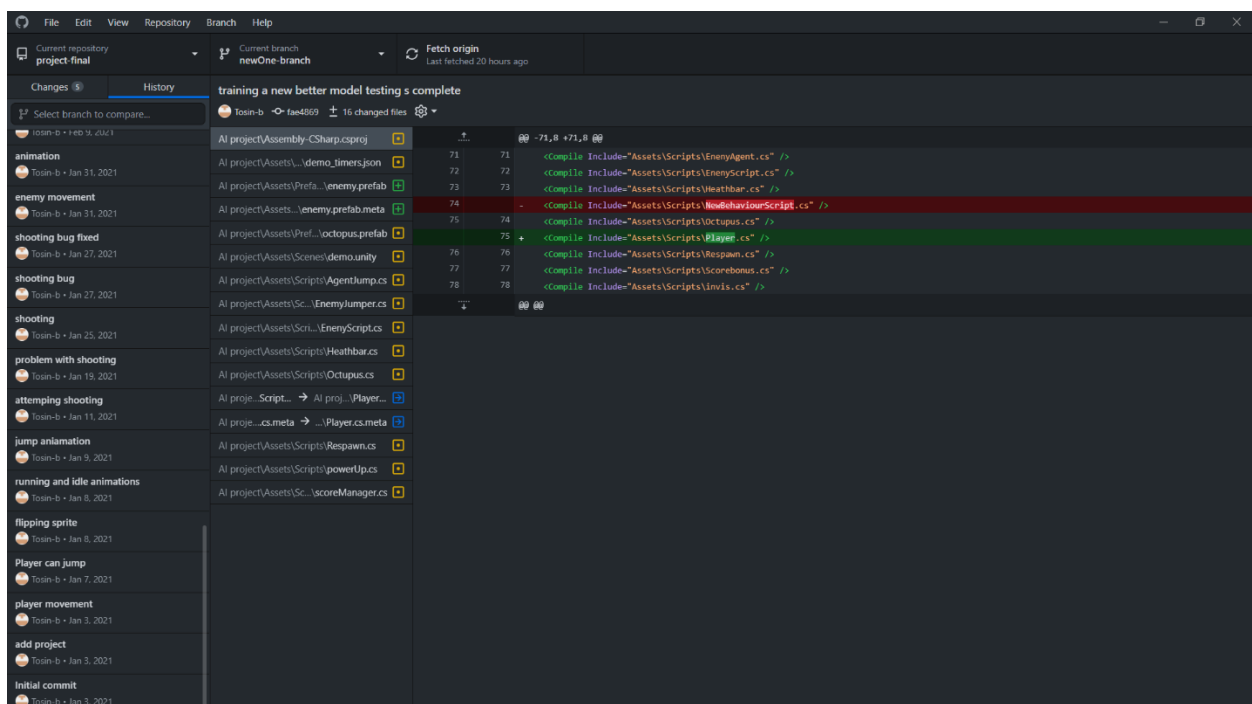 File Edit View Repository Branch Help
Current repository
project-final
Current branch
newOne-branch
Fetch origin
Last fetched 20 hours ago
Changes 5 History
Select branch to compare...
Tosin-b • Feb 9, 2021
animation
Tosin-b • Jan 31, 2021
enemy movement
Tosin-b • Jan 31, 2021
shooting bug fixed
Tosin-b • Jan 27, 2021
shooting bug
Tosin-b • Jan 27, 2021
shooting
Tosin-b • Jan 25, 2021
problem with shooting
Tosin-b • Jan 19, 2021
attemping shooting
Tosin-b • Jan 11, 2021
jump aniamation
Tosin-b • Jan 9, 2021
running and idle animations
Tosin-b • Jan 8, 2021
flipping sprite
Tosin-b • Jan 8, 2021
Player can jump
Tosin-b • Jan 7, 2021
player movement
Tosin-b • Jan 3, 2021
add project
Tosin-b • Jan 3, 2021
Initial commit
Tosin-b • Jan 3, 2021
training a new better model testing s complete
Tosin-b fae4869 16 changed files
AI project\Assembly-CSharp.csproj
AI project\Assets\...\demo_timers.json
AI project\Assets\Prefa...\enemy.prefab
AI project\Assets...\enemy.prefab.meta
AI project\Assets\Pref...\octopus.prefab
AI project\Assets\Scenes\demo.unity
AI project\Assets\Scripts\AgentJump.cs
AI project\Assets\Sc...\EnemyJumper.cs
AI project\Assets\Scri...\EnenyScript.cs
AI project\Assets\Scripts\Heathbar.cs
AI project\Assets\Scripts\Octupus.cs
AI proje...Script... → AI proj...\Player...
AI proje....cs.meta → ...\Player.cs.meta
AI project\Assets\Scripts\Respawn.cs
AI project\Assets\Scripts\powerUp.cs
AI project\Assets\Sc...\scoreManager.cs
@@ -71,8 +71,8 @@
71 71 <Compile Include="Assets\Scripts\EnenyAgent.cs" />
72 72 <Compile Include="Assets\Scripts\EnenyScript.cs" />
73 73 <Compile Include="Assets\Scripts\Heathbar.cs" />
74 - <Compile Include="Assets\Scripts\NewBehaviourScript.cs" />
75 74 <Compile Include="Assets\Scripts\Octupus.cs" />
75 + <Compile Include="Assets\Scripts\Player.cs" />
76 76 <Compile Include="Assets\Scripts\Respawn.cs" />
77 77 <Compile Include="Assets\Scripts\Scorebonus.cs" />
78 78 <Compile Include="Assets\Scripts\invis.cs" />
@@ @@